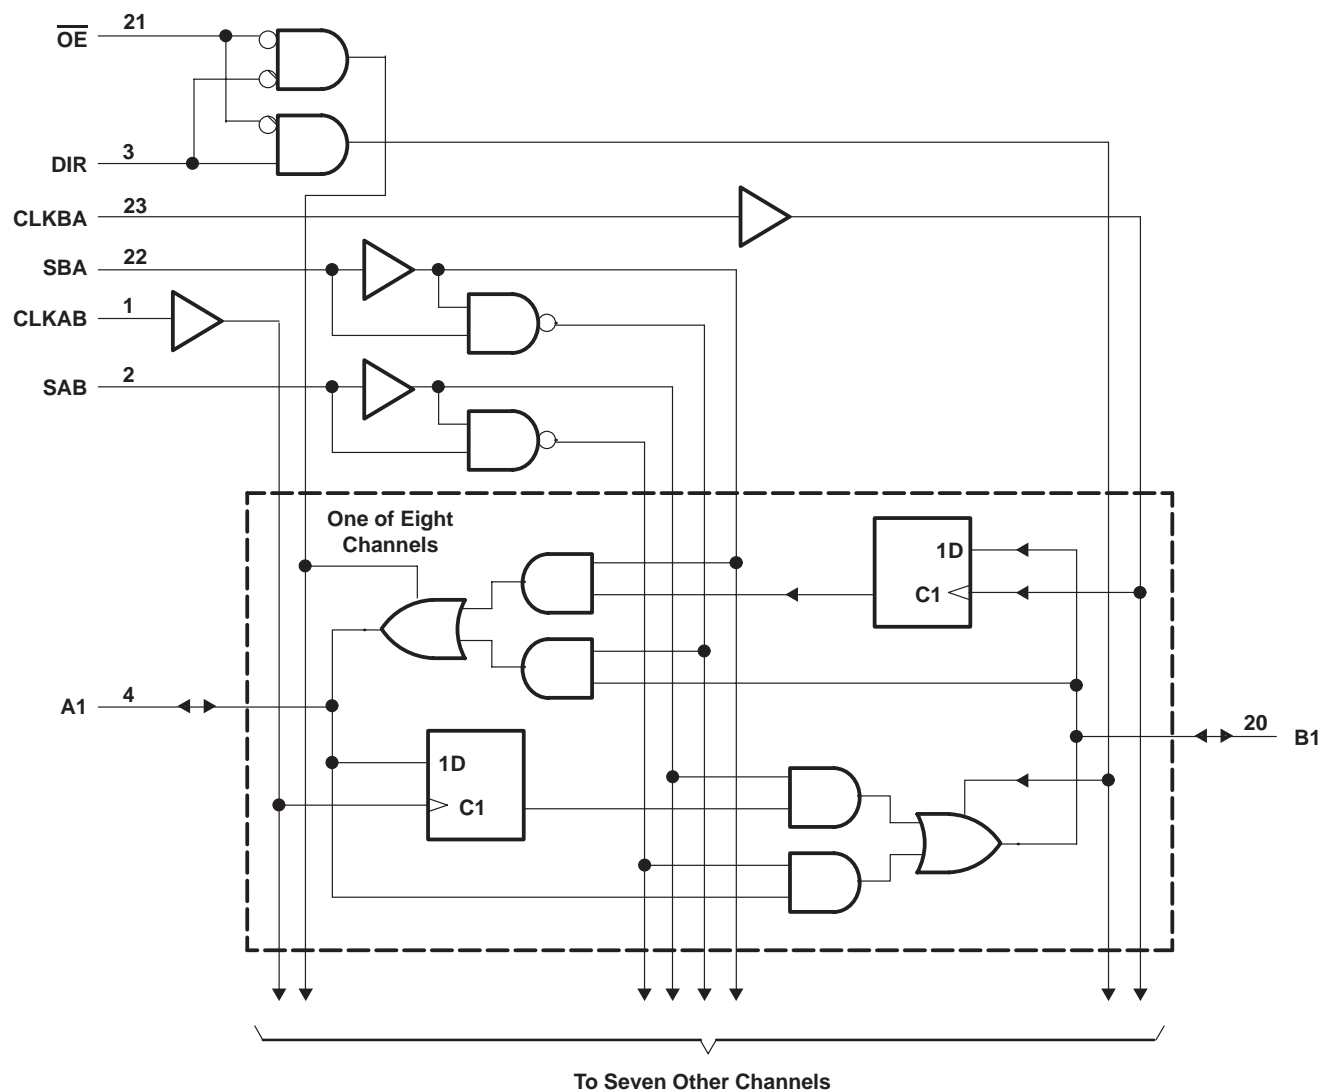 OE 21
DIR 3
CLKBA 23
SBA 22
CLKAB 1
SAB 2
One of Eight
Channels
1D
C1
A1 4
20 B1
1D
C1
To Seven Other Channels